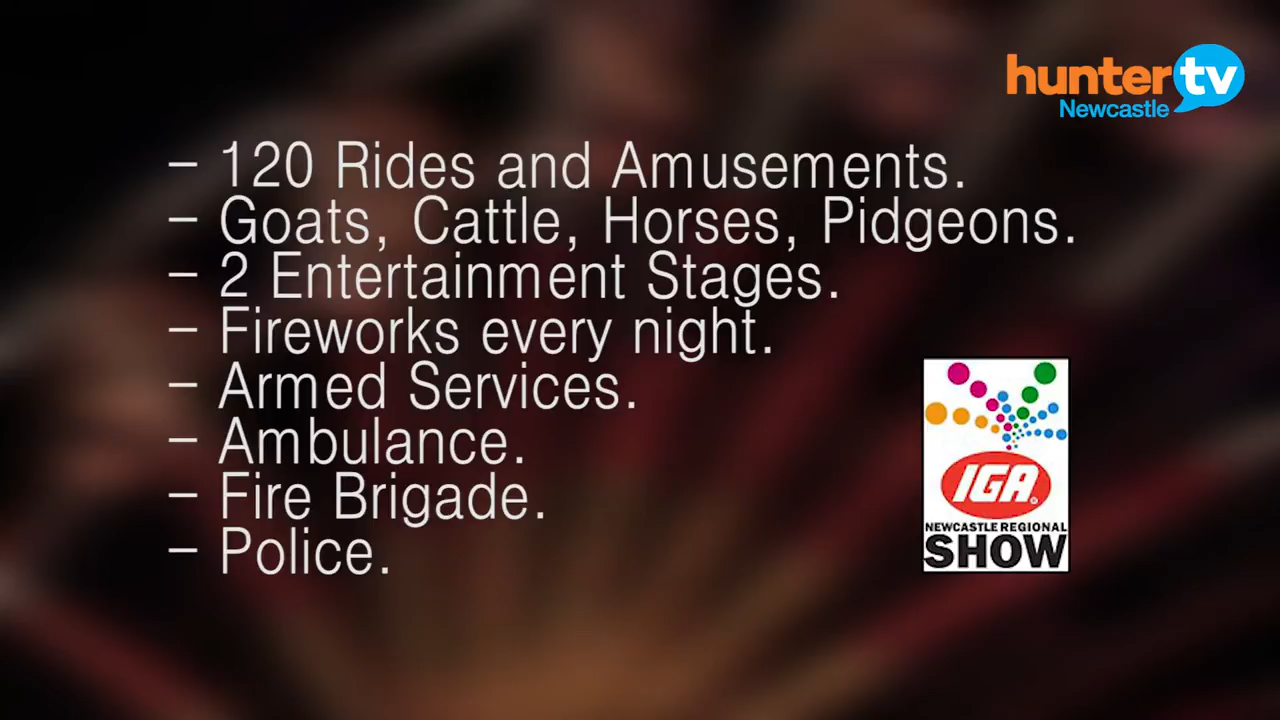 hunter tv
Newcastle
– 120 Rides and Amusements.
– Goats, Cattle, Horses, Pidgeons.
– 2 Entertainment Stages.
– Fireworks every night.
– Armed Services.
– Ambulance.
– Fire Brigade.
– Police.
IGA
NEWCASTLE REGIONAL
SHOW